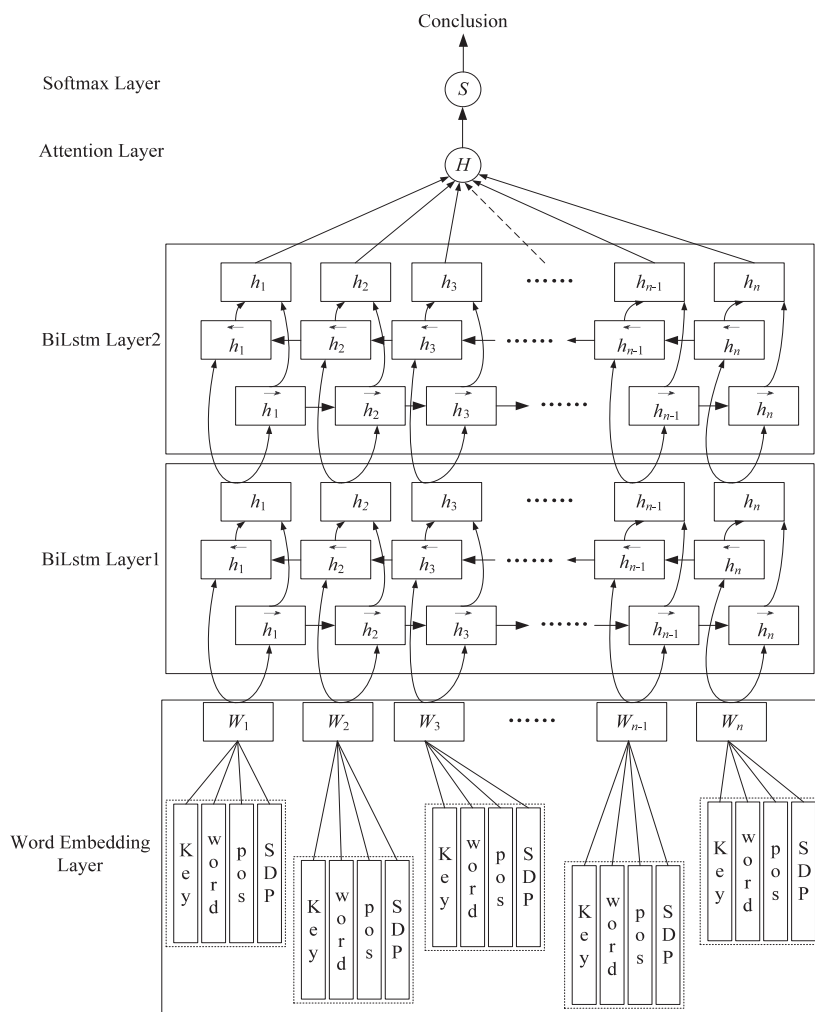 Conclusion
Softmax Layer
S
Attention Layer
H
h1 h2 h3 ...... hn-1 hn
BiLstm Layer2
←h1 ←h2 ←h3 ...... ←hn-1 ←hn
→h1 →h2 →h3 ...... →hn-1 →hn
h1 h2 h3 ...... hn-1 hn
BiLstm Layer1
←h1 ←h2 ←h3 ...... ←hn-1 ←hn
→h1 →h2 →h3 ...... →hn-1 →hn
W1 W2 W3 ...... Wn-1 Wn
Word Embedding
Layer
Key word pos SDP
Key word pos SDP
Key word pos SDP
Key word pos SDP
Key word pos SDP